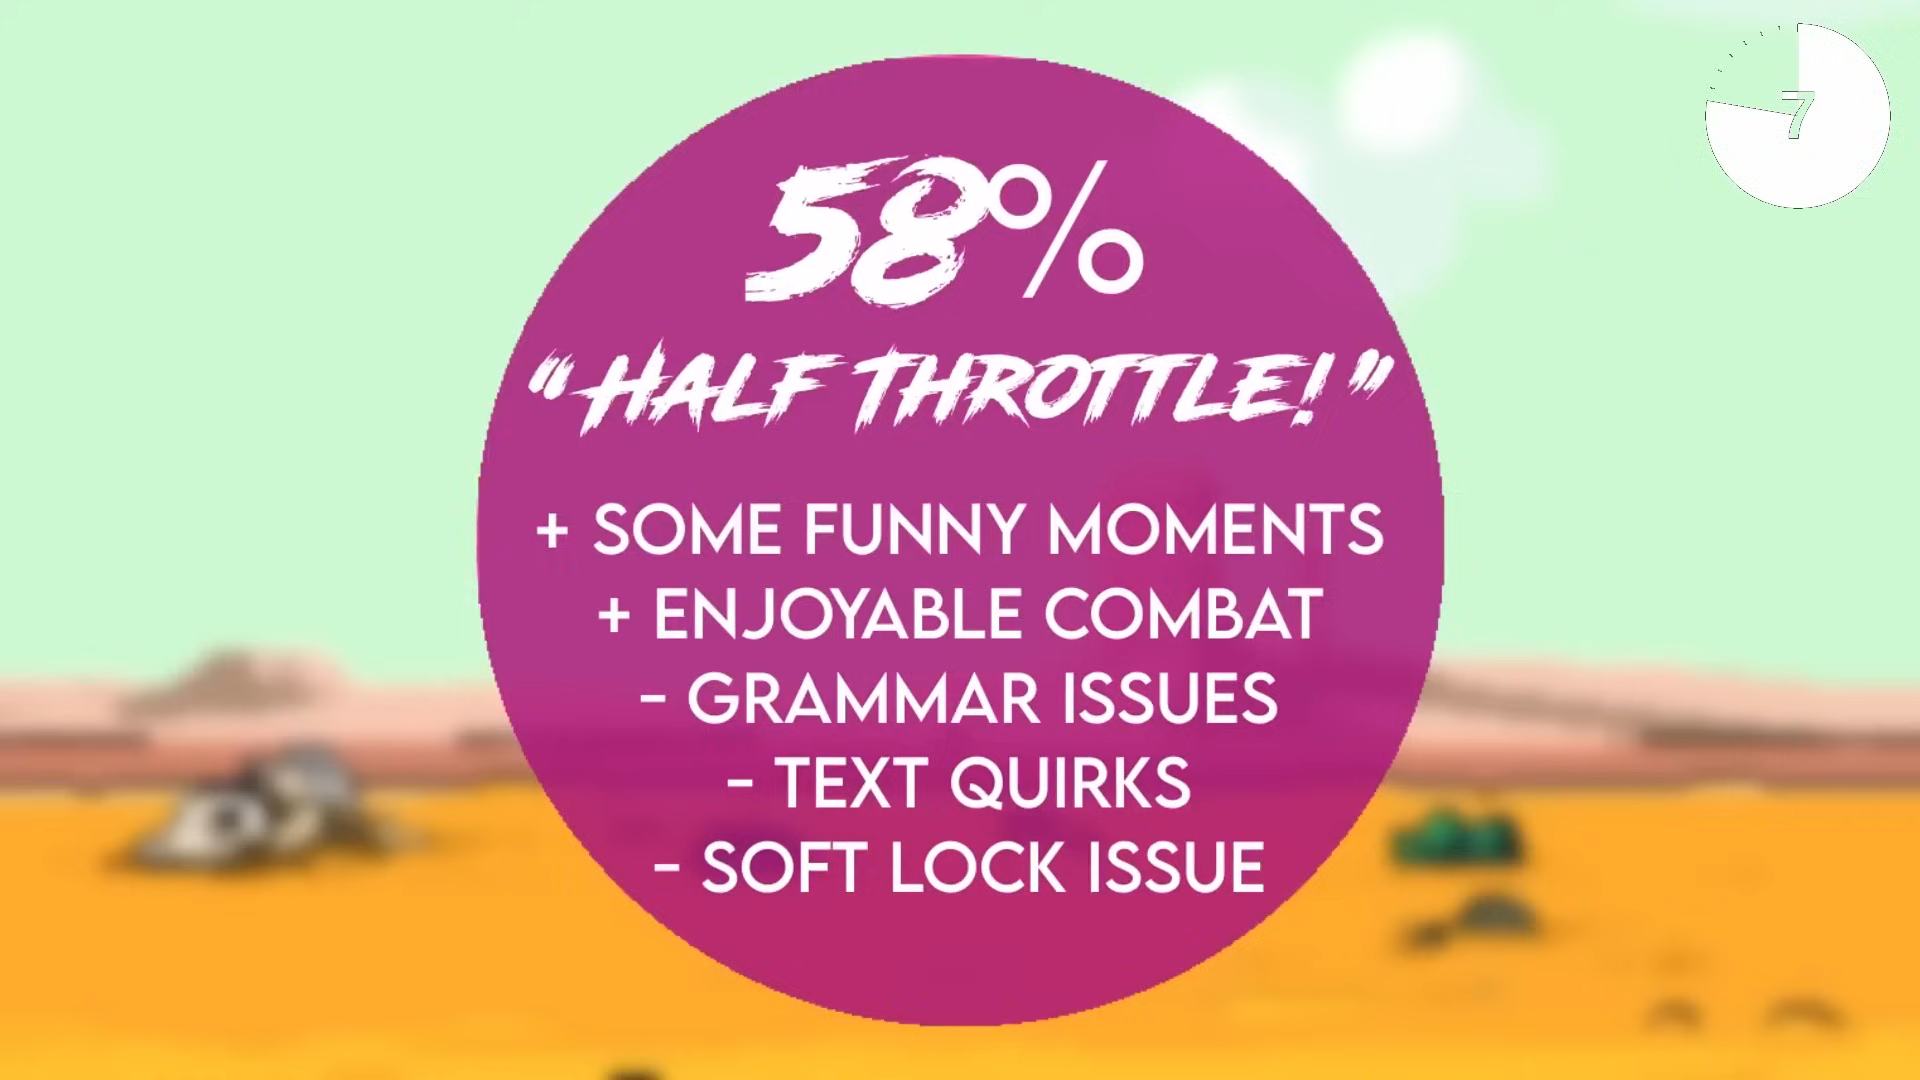 7
58%
“HALF THROTTLE!”
+ SOME FUNNY MOMENTS
+ ENJOYABLE COMBAT
- GRAMMAR ISSUES
- TEXT QUIRKS
- SOFT LOCK ISSUE